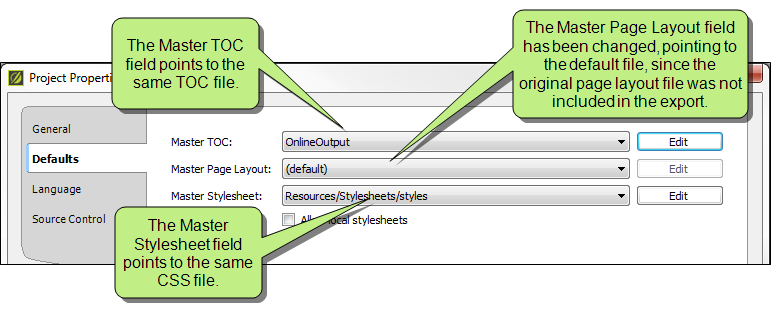 The Master TOC
field points to the
same TOC file.
The Master Page Layout field
has been changed, pointing to
the default file, since the
original page layout file was not
included in the export.
Project Properti
General
Defaults
Language
Source Control
Master TOC: OnlineOutput Edit
Master Page Layout: (default) Edit
Master Stylesheet: Resources/Stylesheets/styles Edit
local stylesheets
The Master
Stylesheet field
points to the same
CSS file.